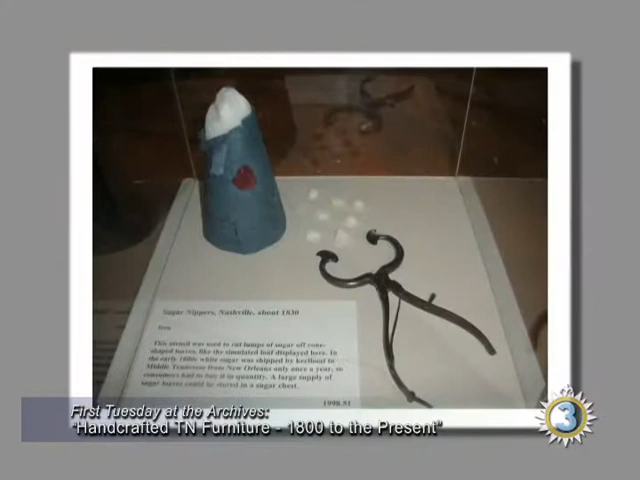 Sugar Nippers, Nashville, about 1830
Iron
This utensil was used to cut lumps of sugar off cone-
shaped loaves, like the simulated loaf displayed here. In
the early 1800s white sugar was shipped by keelboat to
Middle Tennessee from New Orleans only once a year, so
consumers had to buy it in quantity. A large supply of
sugar loaves could be stored in a sugar chest.
1998.51
First Tuesday at the Archives:
"Handcrafted TN Furniture - 1800 to the Present"
3